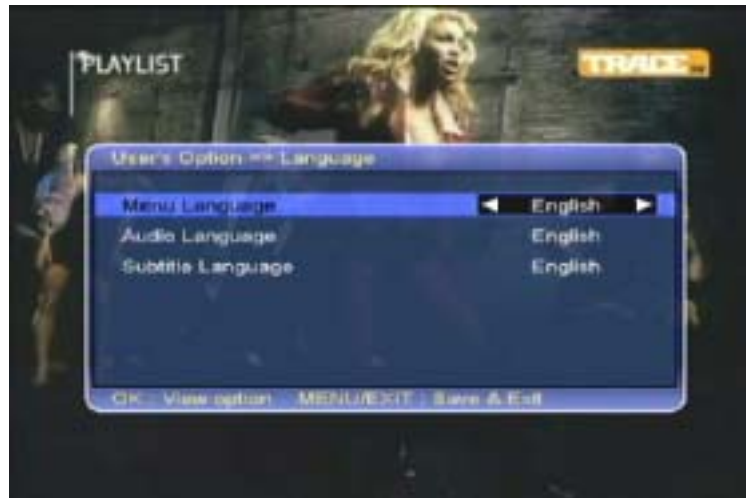 PLAYLIST
TRACE TV
User's Option >> Language
Menu Language English
Audio Language English
Subtitle Language English
OK : View option MENU/EXIT : Save & Exit